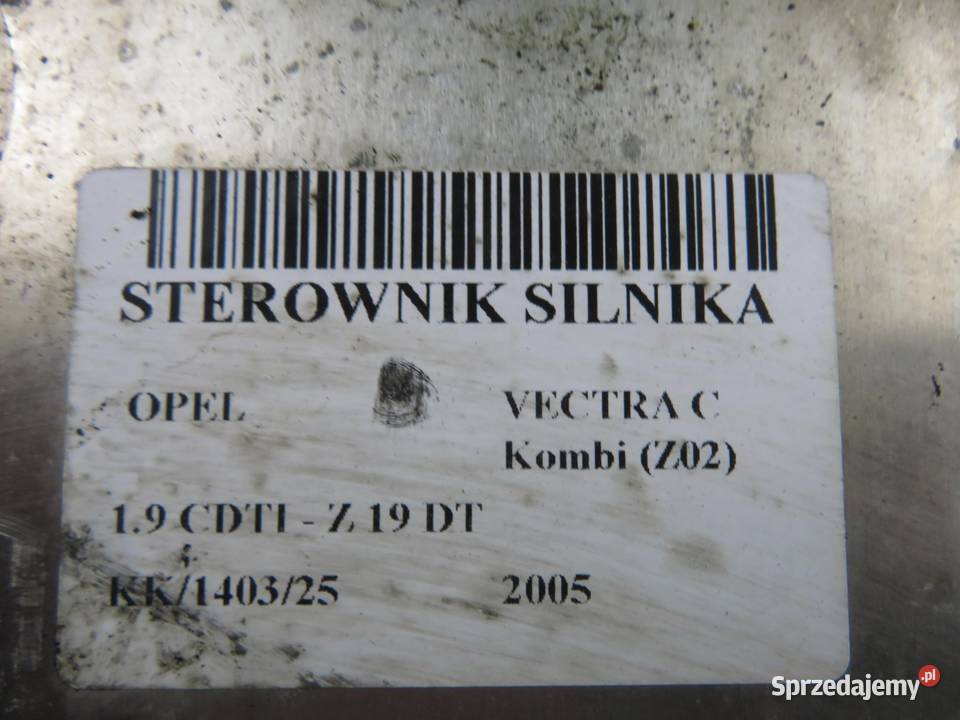 STEROWNIK SILNIKA
OPEL VECTRA C
Kombi (Z02)
1.9 CDTI - Z 19 DT
KK/1403/25 2005
Sprzedajemy.pl